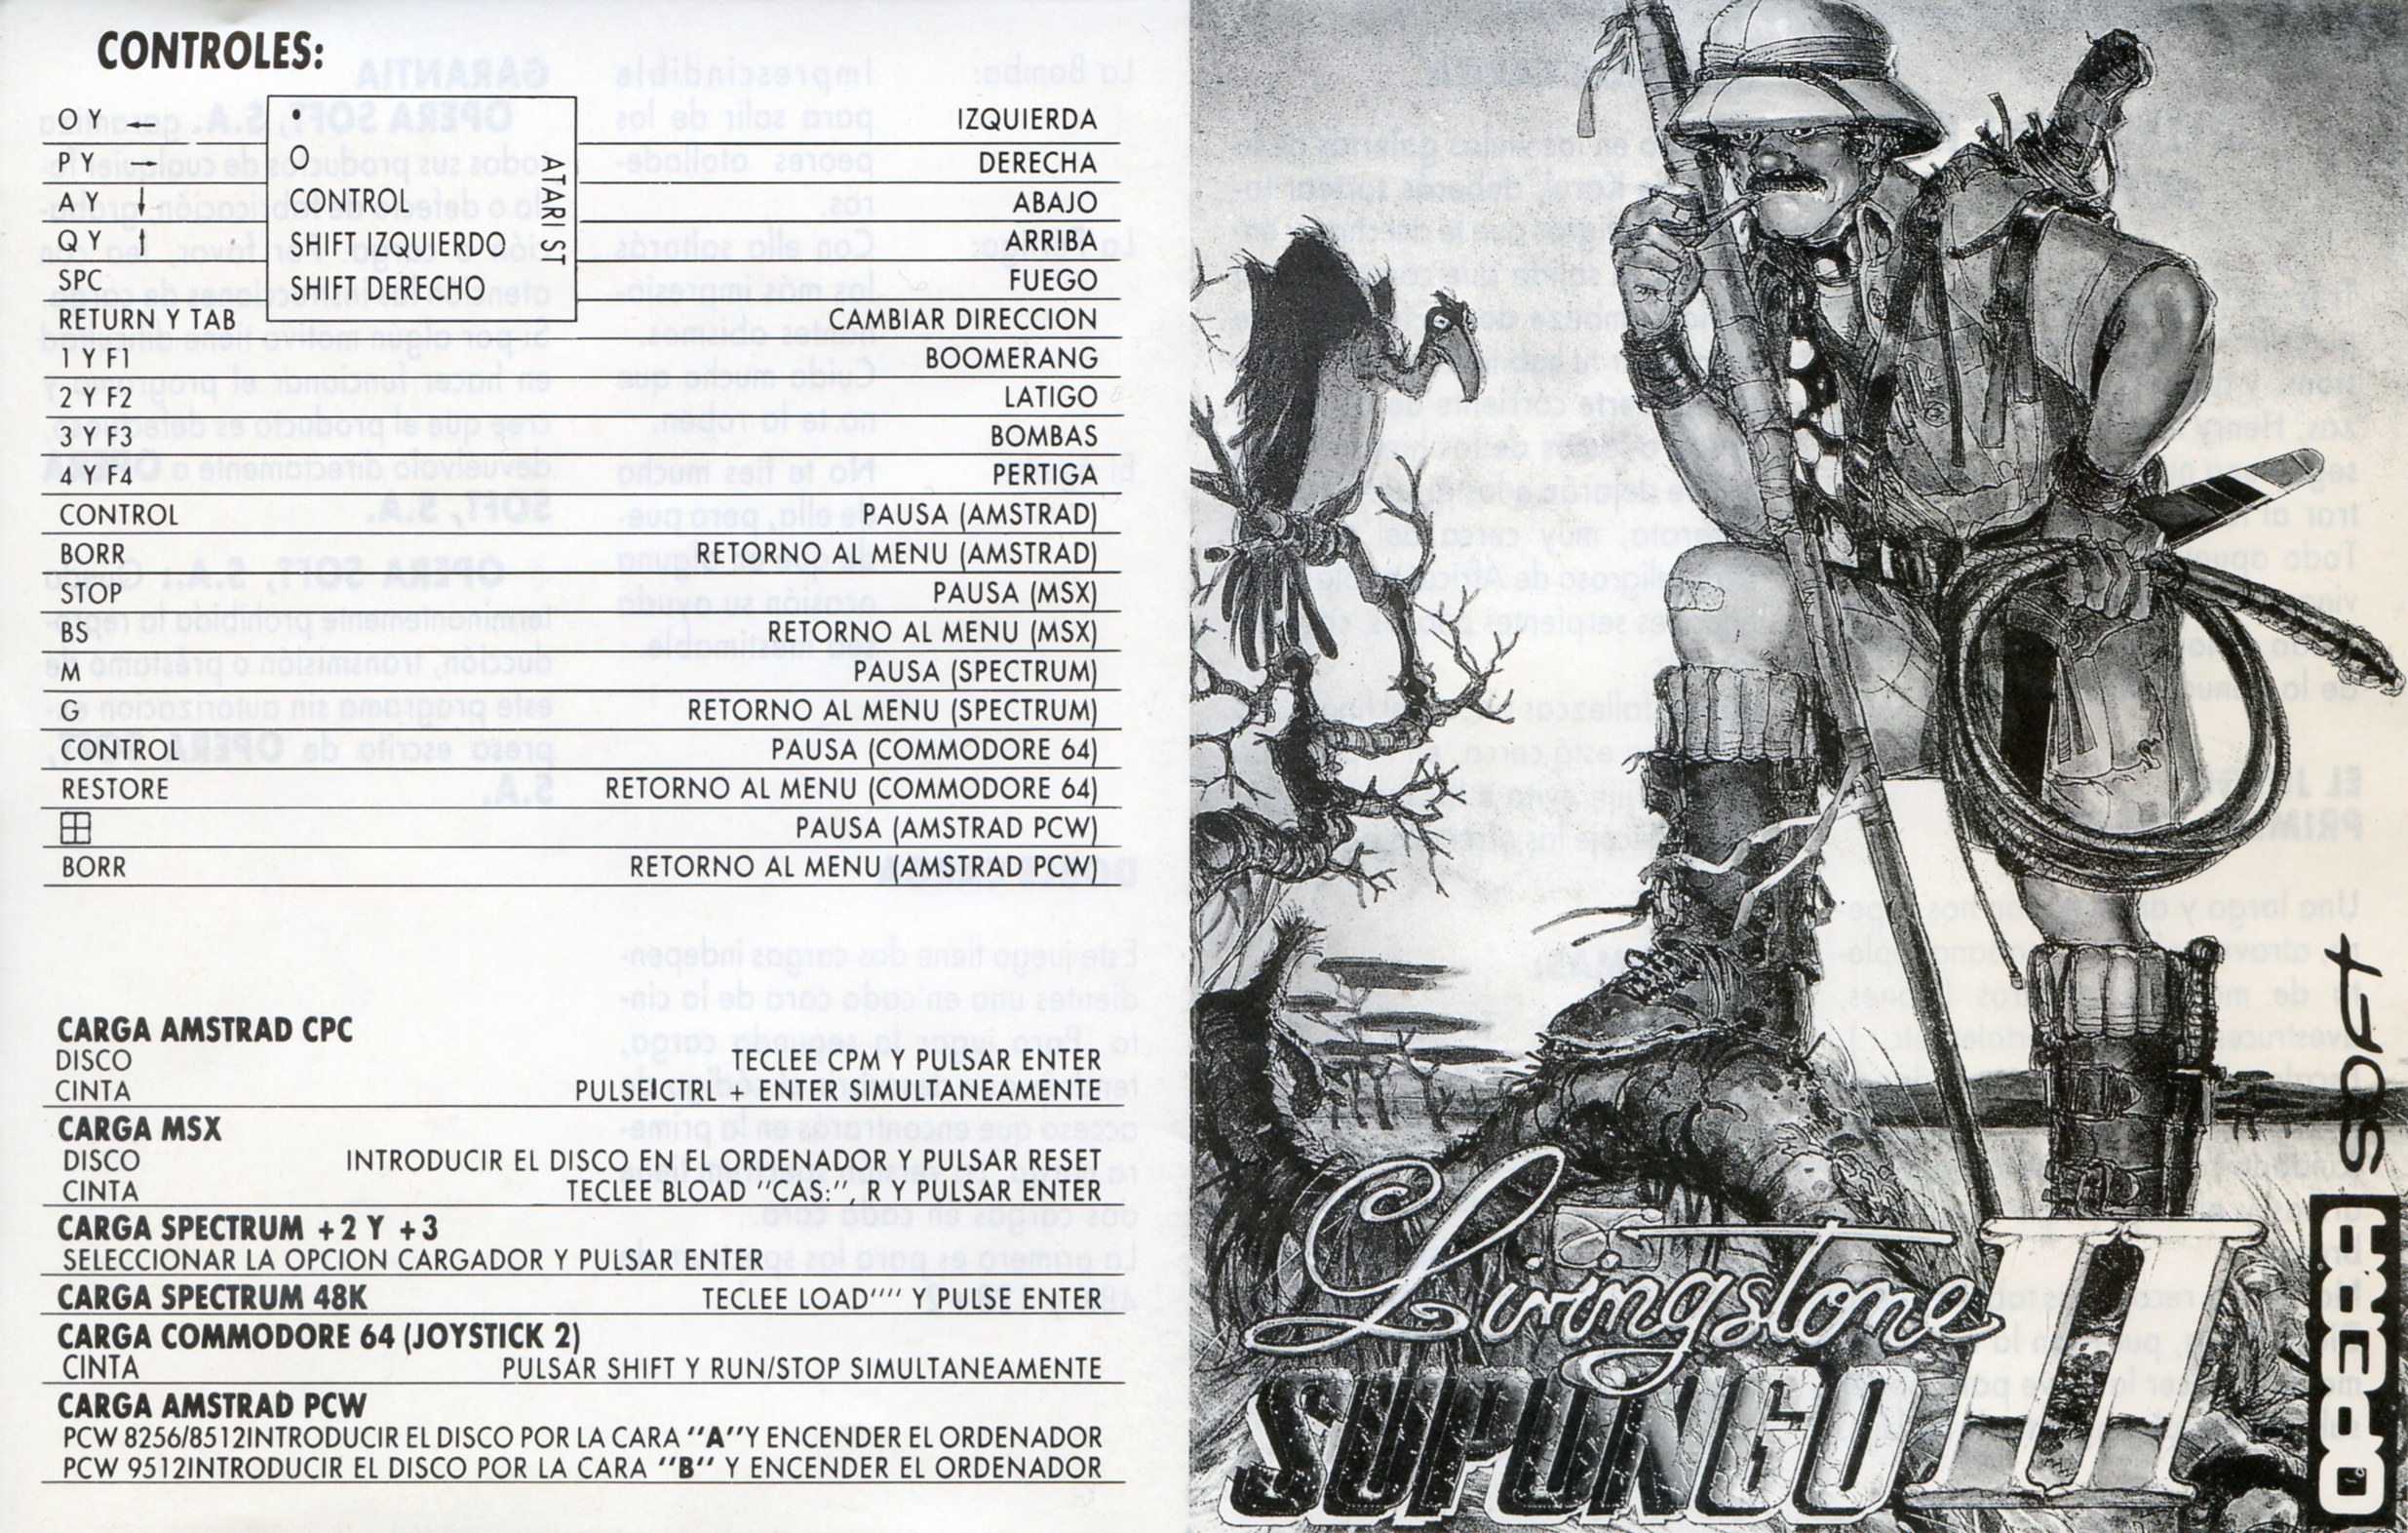 CONTROLES:
O Y ← IZQUIERDA
P Y → DERECHA
A Y ↓ ABAJO
Q Y ↑ ARRIBA
SPC FUEGO
•
O
CONTROL
SHIFT IZQUIERDO
SHIFT DERECHO
ATARI ST
RETURN Y TAB CAMBIAR DIRECCION
1 Y F1 BOOMERANG
2 Y F2 LATIGO
3 Y F3 BOMBAS
4 Y F4 PERTIGA
CONTROL PAUSA (AMSTRAD)
BORR RETORNO AL MENU (AMSTRAD)
STOP PAUSA (MSX)
BS RETORNO AL MENU (MSX)
M PAUSA (SPECTRUM)
G RETORNO AL MENU (SPECTRUM)
CONTROL PAUSA (COMMODORE 64)
RESTORE RETORNO AL MENU (COMMODORE 64)
⊞ PAUSA (AMSTRAD PCW)
BORR RETORNO AL MENU (AMSTRAD PCW)
CARGA AMSTRAD CPC
DISCO TECLEE CPM Y PULSAR ENTER
CINTA PULSE CTRL + ENTER SIMULTANEAMENTE
CARGA MSX
DISCO INTRODUCIR EL DISCO EN EL ORDENADOR Y PULSAR RESET
CINTA TECLEE BLOAD "CAS:", R Y PULSAR ENTER
CARGA SPECTRUM +2 Y +3
SELECCIONAR LA OPCION CARGADOR Y PULSAR ENTER
CARGA SPECTRUM 48K TECLEE LOAD"" Y PULSE ENTER
CARGA COMMODORE 64 (JOYSTICK 2)
CINTA PULSAR SHIFT Y RUN/STOP SIMULTANEAMENTE
CARGA AMSTRAD PCW
PCW 8256/8512INTRODUCIR EL DISCO POR LA CARA "A"Y ENCENDER EL ORDENADOR
PCW 9512INTRODUCIR EL DISCO POR LA CARA "B" Y ENCENDER EL ORDENADOR
Livingstone
SUPONGO II
OPERA soft